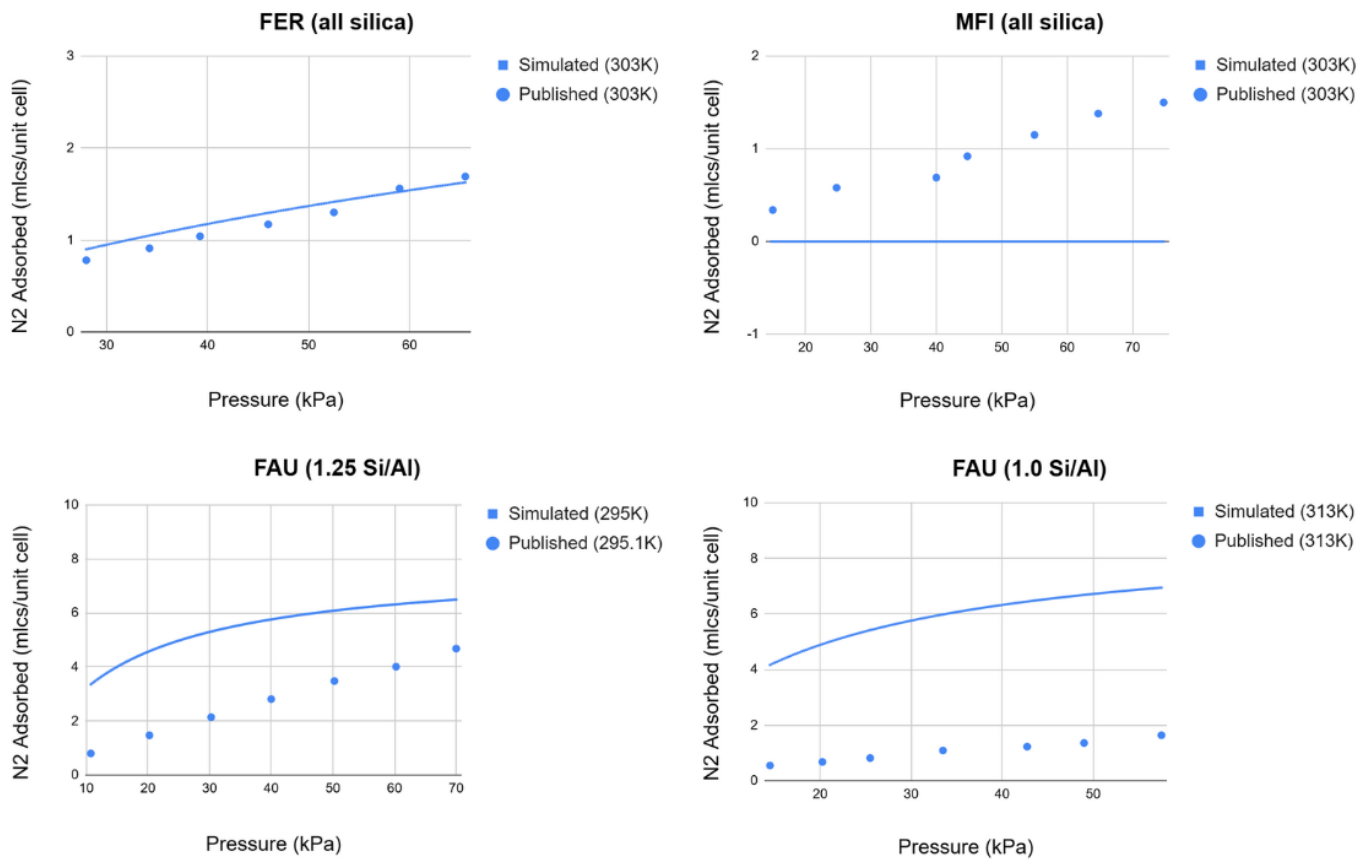 FER (all silica)
3
2
1
0
30
40
50
60
N2 Adsorbed (mlcs/unit cell)
Pressure (kPa)
Simulated (303K)
Published (303K)
MFI (all silica)
2
1
0
-1
20
30
40
50
60
70
N2 Adsorbed (mlcs/unit cell)
Pressure (kPa)
Simulated (303K)
Published (303K)
FAU (1.25 Si/Al)
10
8
6
4
2
0
10
20
30
40
50
60
70
N2 Adsorbed (mlcs/unit cell)
Pressure (kPa)
Simulated (295K)
Published (295.1K)
FAU (1.0 Si/Al)
10
8
6
4
2
0
20
30
40
50
N2 Adsorbed (mlcs/unit cell)
Pressure (kPa)
Simulated (313K)
Published (313K)